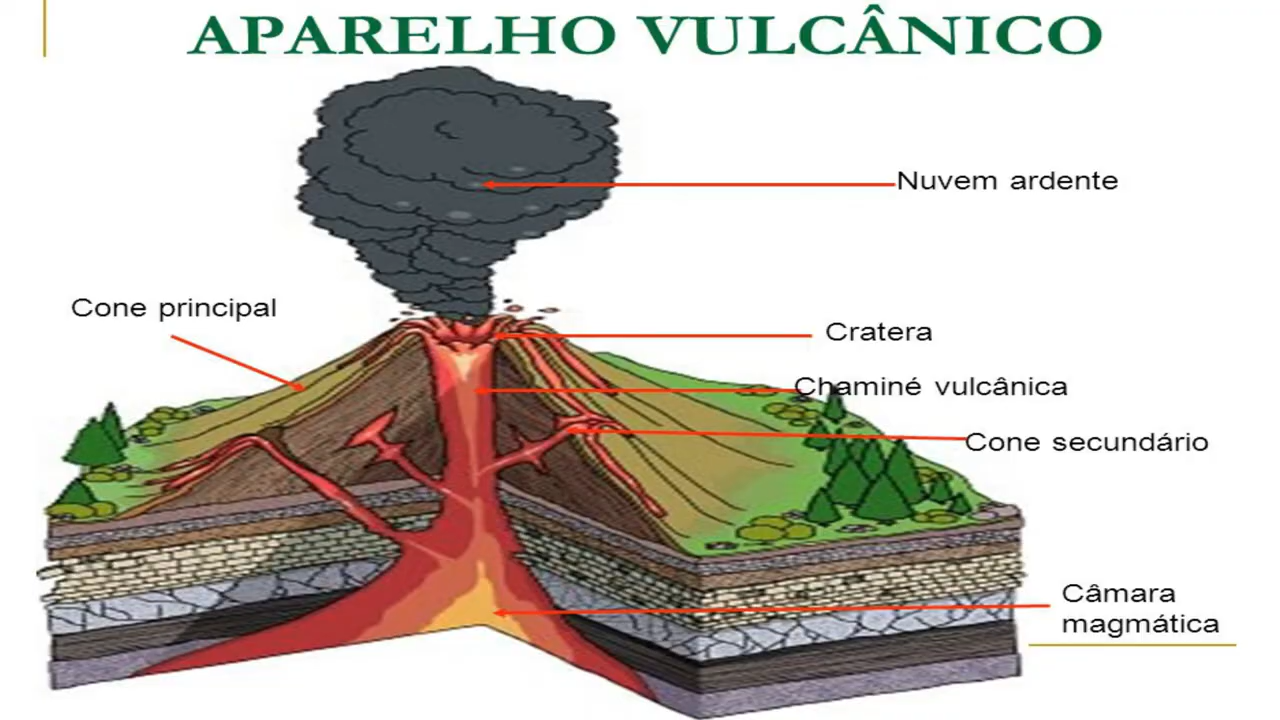 APARELHO VULCÂNICO
Nuvem ardente
Cone principal
Cratera
Chaminé vulcânica
Cone secundário
Câmara
magmática